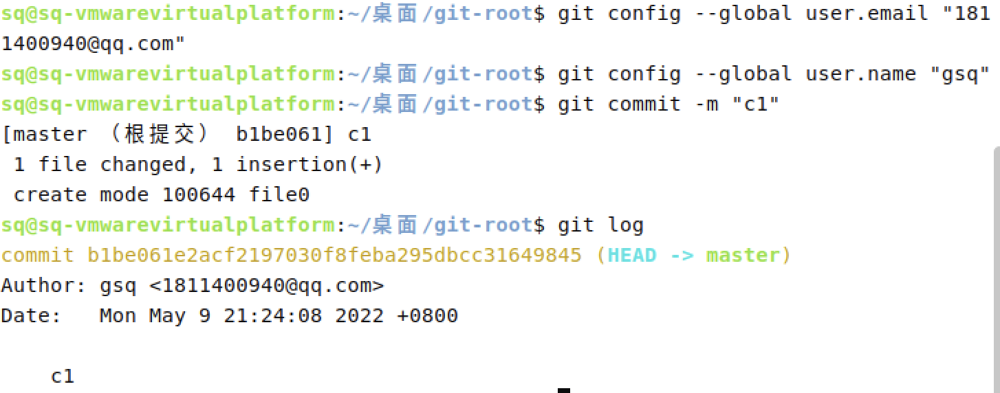 sq@sq-vmwarevirtualplatform:~/桌面/git-root$ git config --global user.email "181
1400940@qq.com"
sq@sq-vmwarevirtualplatform:~/桌面/git-root$ git config --global user.name "gsq"
sq@sq-vmwarevirtualplatform:~/桌面/git-root$ git commit -m "c1"
[master （根提交） b1be061] c1
 1 file changed, 1 insertion(+)
 create mode 100644 file0
sq@sq-vmwarevirtualplatform:~/桌面/git-root$ git log
commit b1be061e2acf2197030f8feba295dbcc31649845 (HEAD -> master)
Author: gsq <1811400940@qq.com>
Date:   Mon May 9 21:24:08 2022 +0800
    c1